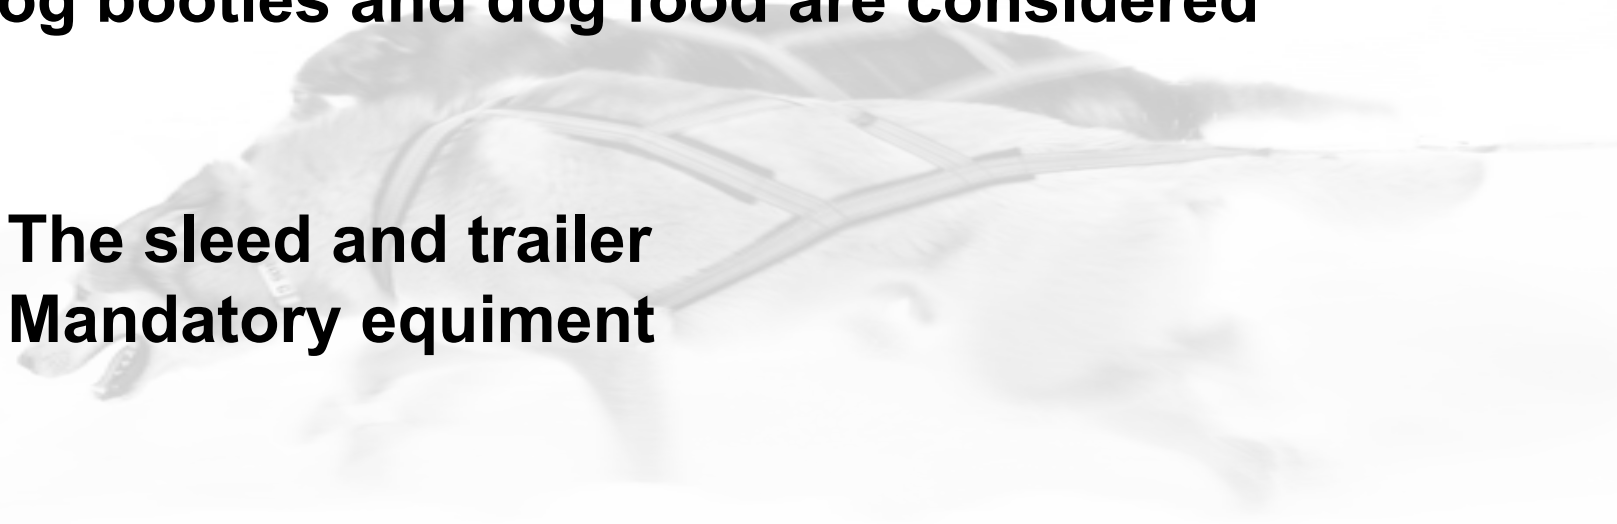 og booties and dog food are considered
The sleed and trailer
Mandatory equiment